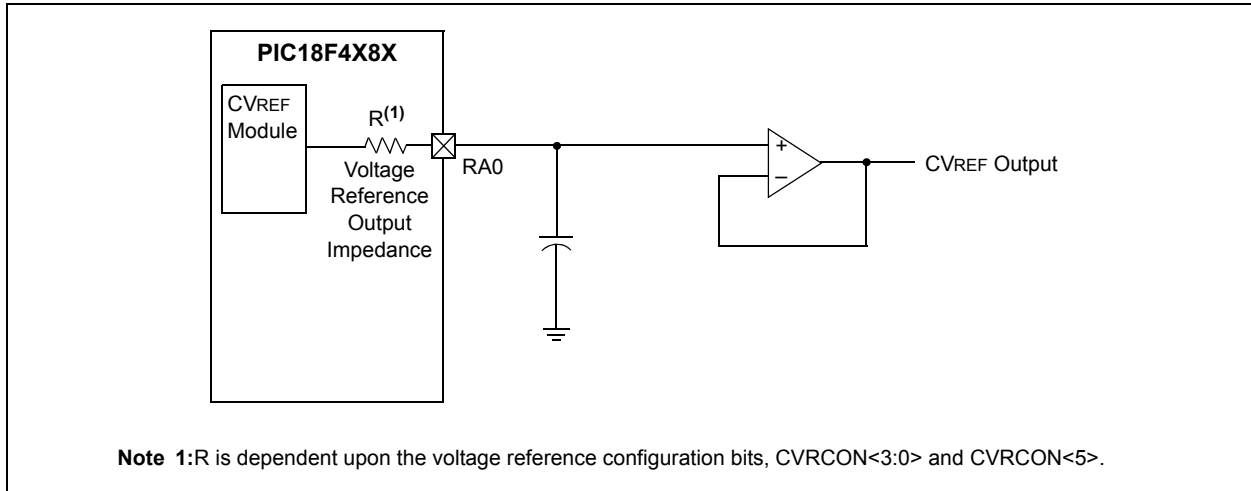 PIC18F4X8X
CVREF
Module
R(1)
Voltage
Reference
Output
Impedance
RA0
+
–
CVREF Output
Note 1:R is dependent upon the voltage reference configuration bits, CVRCON<3:0> and CVRCON<5>.